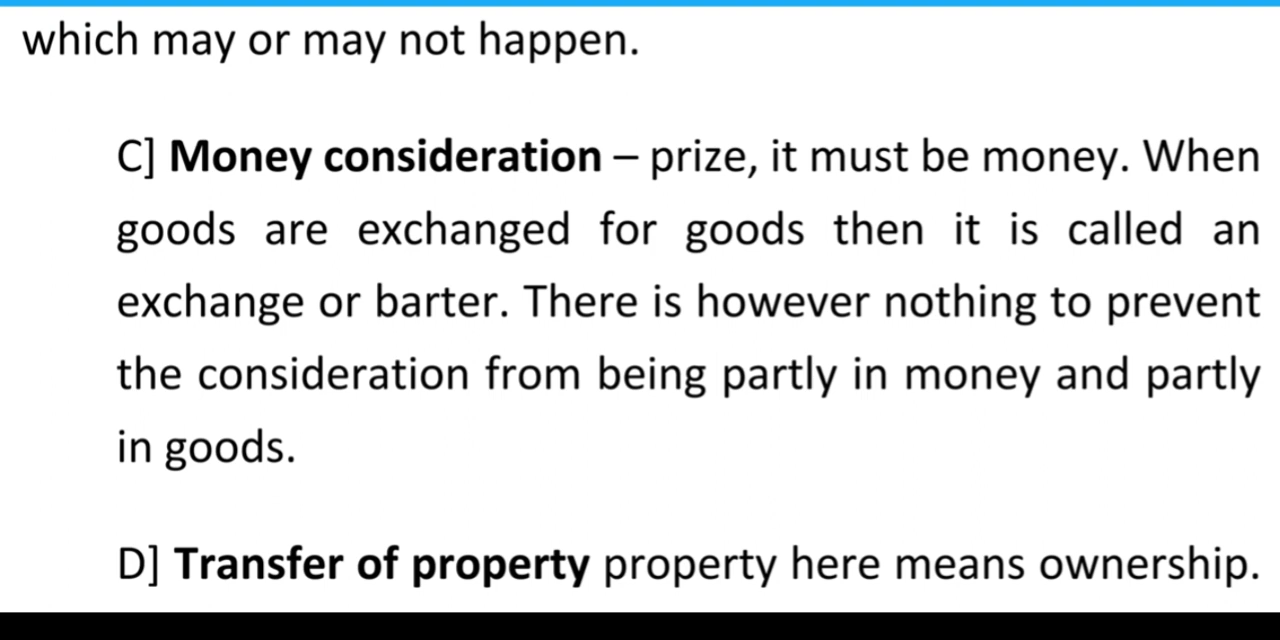 which may or may not happen.
C] Money consideration – prize, it must be money. When
goods are exchanged for goods then it is called an
exchange or barter. There is however nothing to prevent
the consideration from being partly in money and partly
in goods.
D] Transfer of property property here means ownership.